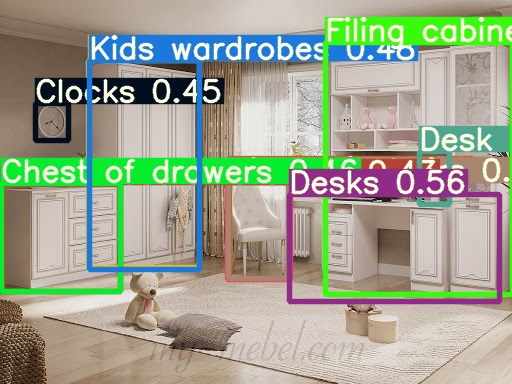 Filing cabine
Kids wardrobes 0.48
Clocks 0.45
Desk
Chest of drawers 0.46
0.47
0.
Desks 0.56